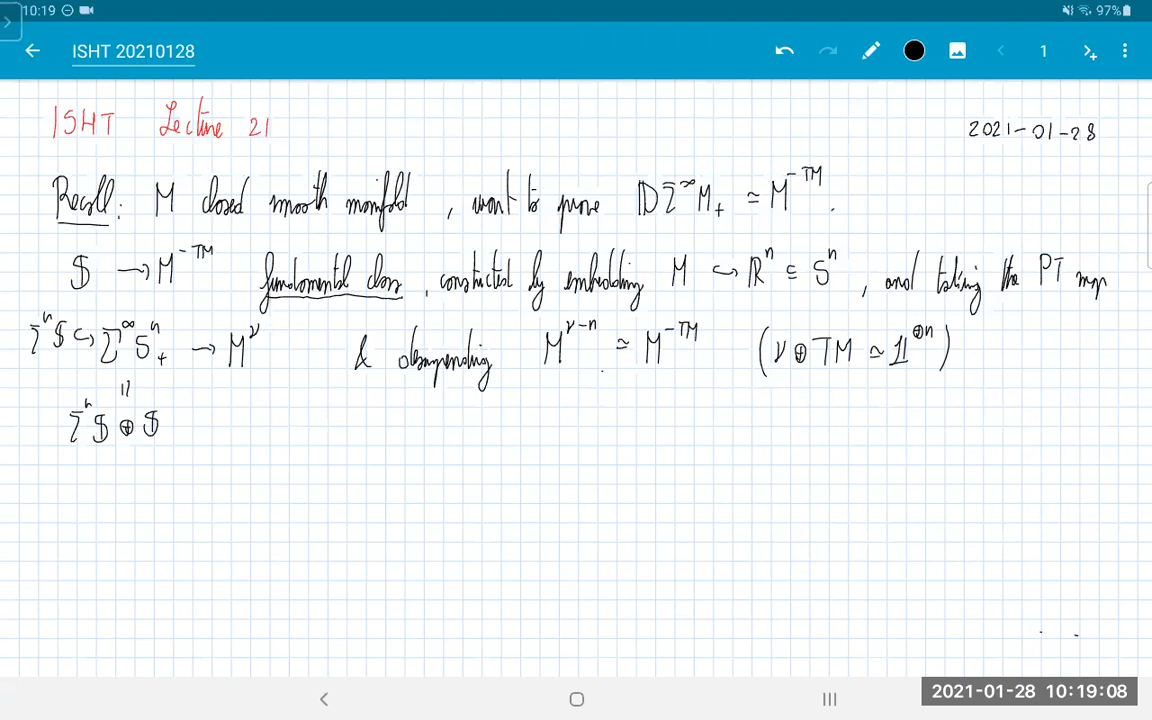 10:19
97%
ISHT 20210128
1
ISHT Lecture 21
2021-01-28
Recall: M closed smooth manifold, want to prove 𝔻Σ^∞ M_+ ≃ M^{-TM}.
$ → M^{-TM} fundamental class, constructed by embedding M ↪ ℝ^n ⊆ S^n, and taking the PT map
Σ^n $ ↪ Σ^∞ S^n_+ → M^ν & desuspending M^{ν-n} ≃ M^{-TM} (ν ⊕ TM ≃ 1^{⊕n})
=
Σ^n $ ⊕ $
2021-01-28 10:19:08